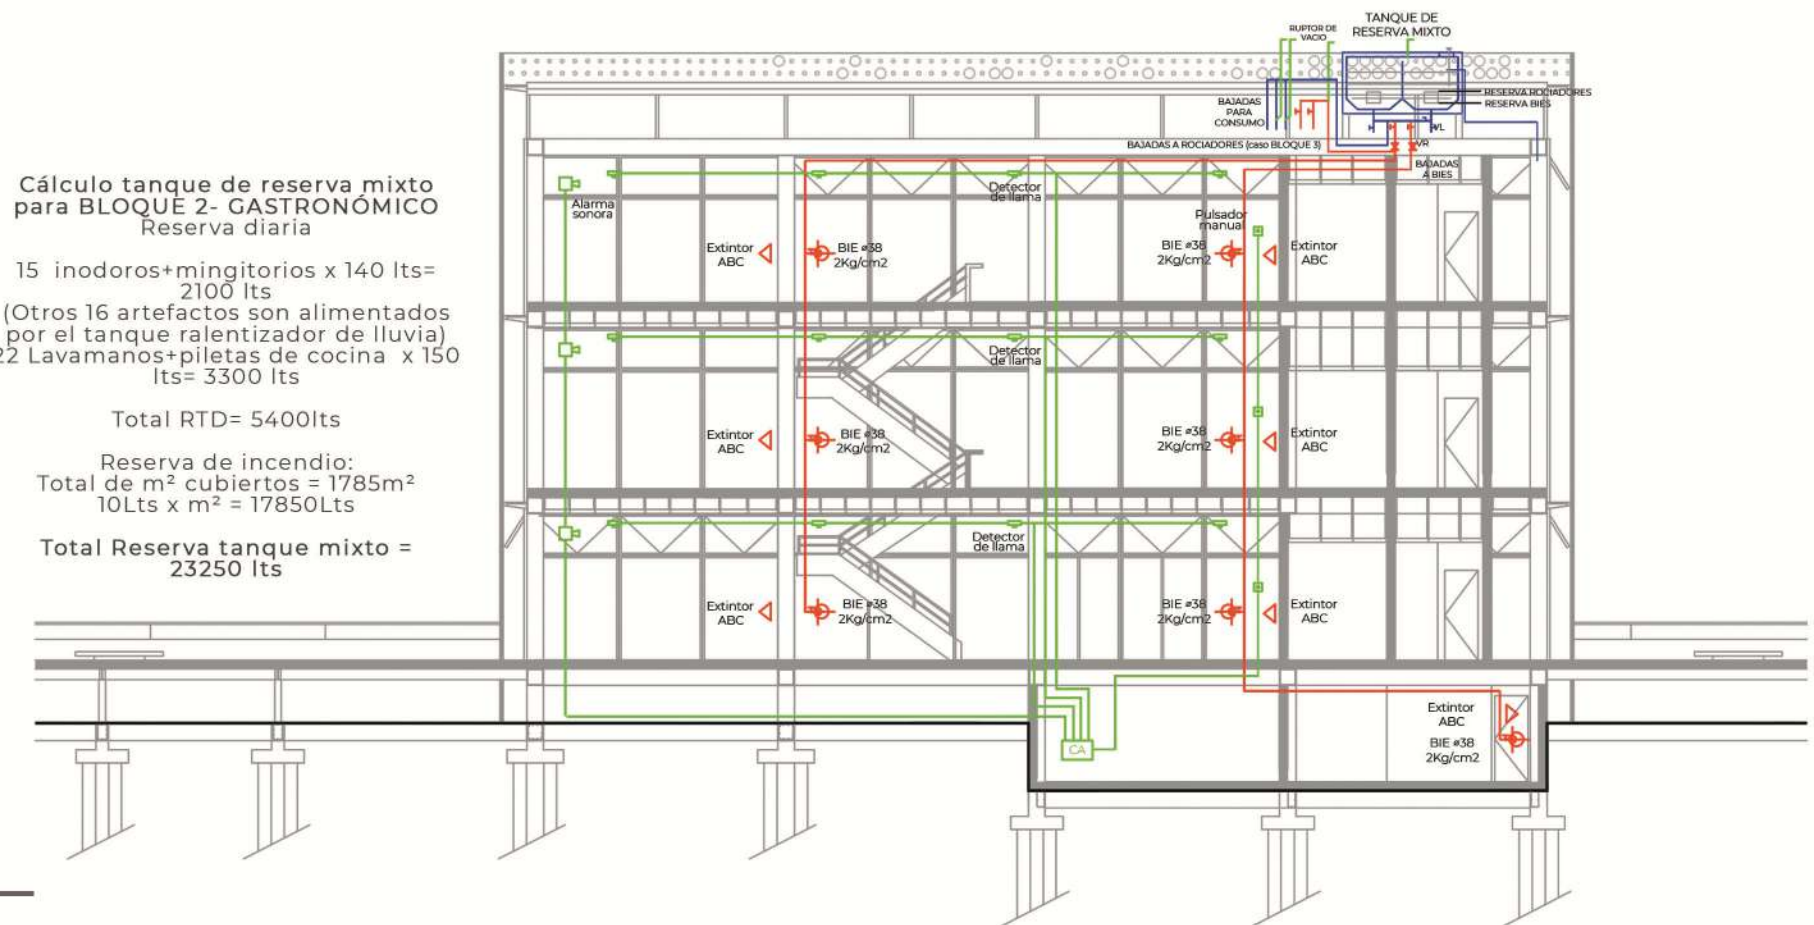 Cálculo tanque de reserva mixto
para BLOQUE 2- GASTRONÓMICO
Reserva diaria
15 inodoros+mingitorios x 140 lts=
2100 lts
(Otros 16 artefactos son alimentados
por el tanque ralentizador de lluvia)
22 Lavamanos+piletas de cocina x 150
lts= 3300 lts
Total RTD= 5400lts
Reserva de incendio:
Total de m² cubiertos = 1785m²
10Lts x m² = 17850Lts
Total Reserva tanque mixto =
23250 lts
RUPTOR DE
VACIO
TANQUE DE
RESERVA MIXTO
RESERVA ROCIADORES
RESERVA BIES
BAJADAS
PARA
CONSUMO
VL
BAJADAS A ROCIADORES (caso BLOQUE 3)
VR
BAJADAS
A BIES
Alarma
sonora
Detector
de llama
Pulsador
manual
Extintor
ABC
BIE ø38
2Kg/cm2
BIE ø38
2Kg/cm2
Extintor
ABC
Detector
de llama
Extintor
ABC
BIE ø38
2Kg/cm2
BIE ø38
2Kg/cm2
Extintor
ABC
Detector
de llama
Extintor
ABC
BIE ø38
2Kg/cm2
BIE ø38
2Kg/cm2
Extintor
ABC
Extintor
ABC
BIE ø38
2Kg/cm2
CA